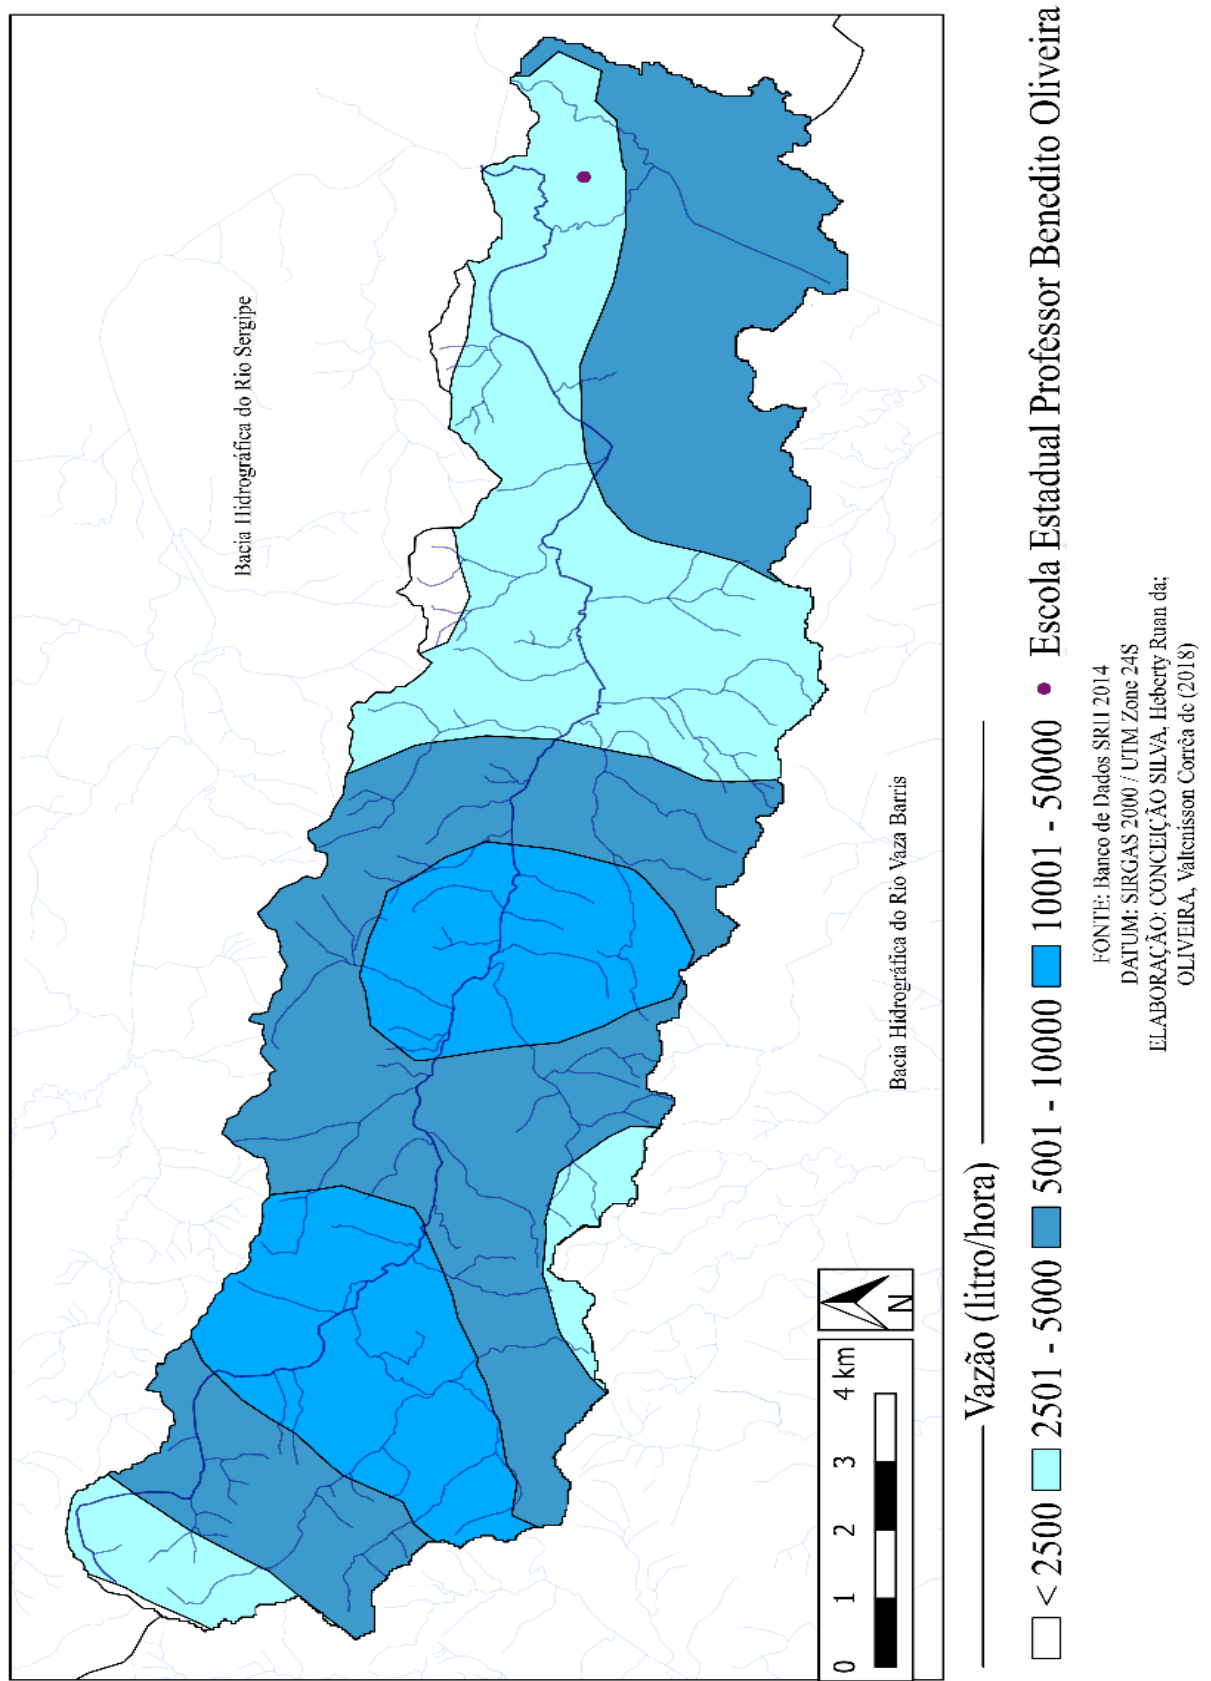 Bacia Hidrográfica do Rio Sergipe
Bacia Hidrográfica do Rio Vaza Barris
N
0 1 2 3 4 km
Vazão (litro/hora)
< 2500 2501 - 5000 5001 - 10000 10001 - 50000 Escola Estadual Professor Benedito Oliveira
FONTE: Banco de Dados SRH 2014
DATUM: SIRGAS 2000 / UTM Zone 24S
ELABORAÇÃO: CONCEIÇÃO SILVA, Heberty Ruan da;
OLIVEIRA, Valtenisson Corrêa de (2018)